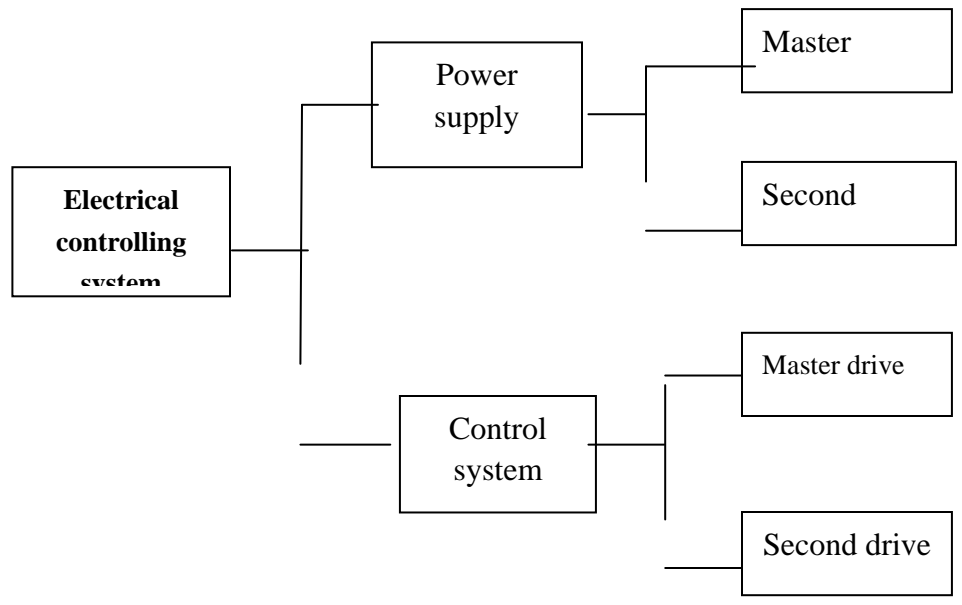 Master
Power
supply
Second
Electrical
controlling
system
Master drive
Control
system
Second drive